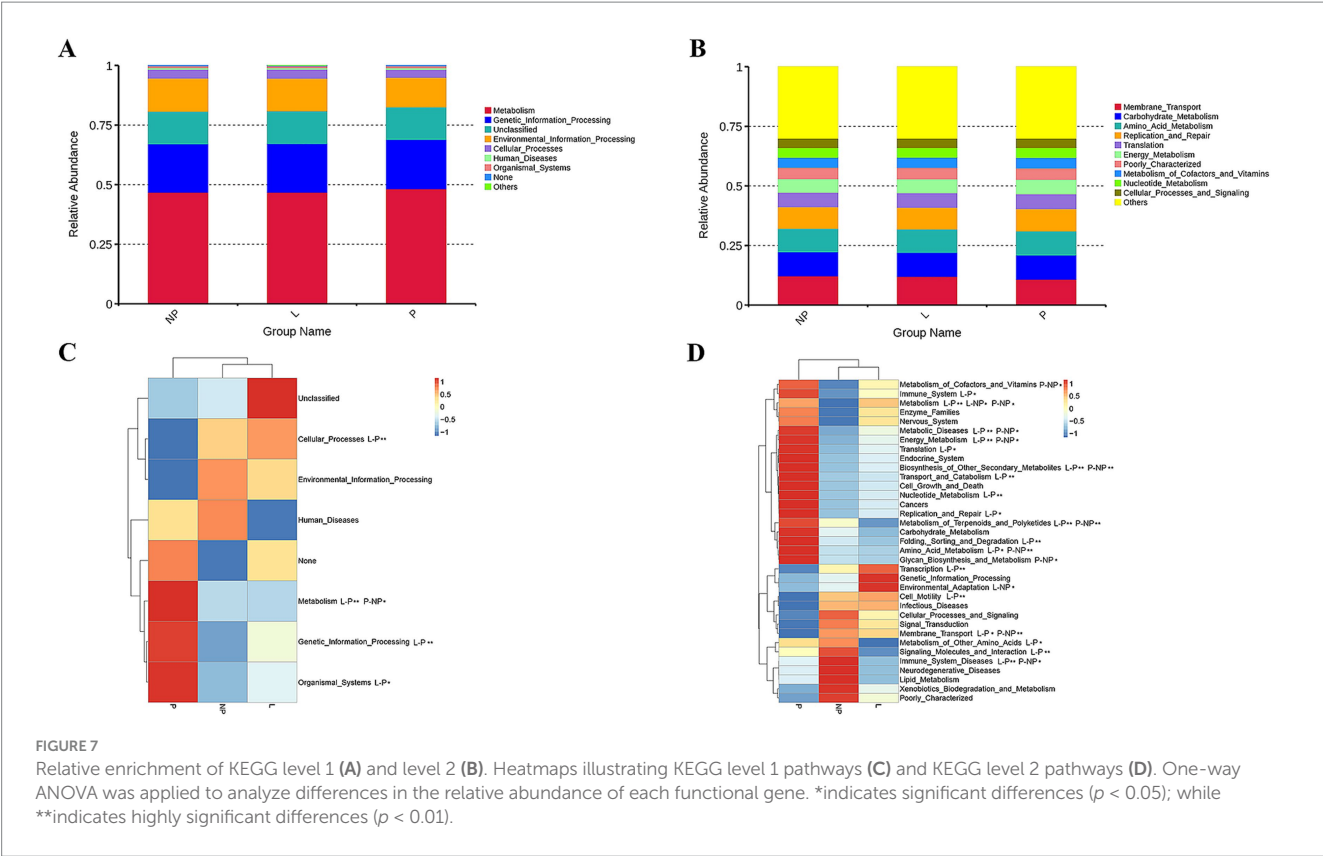 A
1
0.75
0.5
0.25
0
Relative Abundance
NP
L
P
Group Name
Metabolism
Genetic_Information_Processing
Unclassified
Environmental_Information_Processing
Cellular_Processes
Human_Diseases
Organismal_Systems
None
Others
B
1
0.75
0.5
0.25
0
Relative Abundance
NP
L
P
Group Name
Membrane_Transport
Carbohydrate_Metabolism
Amino_Acid_Metabolism
Replication_and_Repair
Translation
Energy_Metabolism
Poorly_Characterized
Metabolism_of_Cofactors_and_Vitamins
Nucleotide_Metabolism
Cellular_Processes_and_Signaling
Others
C
1
0.5
0
−0.5
−1
Unclassified
Cellular_Processes L-P**
Environmental_Information_Processing
Human_Diseases
None
Metabolism L-P** P-NP*
Genetic_Information_Processing L-P**
Organismal_Systems L-P*
P
NP
L
D
1
0.5
0
−0.5
−1
Metabolism_of_Cofactors_and_Vitamins P-NP*
Immune_System L-P*
Metabolism L-P** L-NP* P-NP*
Enzyme_Families
Nervous_System
Metabolic_Diseases L-P** P-NP*
Energy_Metabolism L-P** P-NP*
Translation L-P*
Endocrine_System
Biosynthesis_of_Other_Secondary_Metabolites L-P** P-NP**
Transport_and_Catabolism L-P**
Cell_Growth_and_Death
Nucleotide_Metabolism L-P**
Cancers
Replication_and_Repair L-P*
Metabolism_of_Terpenoids_and_Polyketides L-P** P-NP**
Carbohydrate_Metabolism
Folding,_Sorting_and_Degradation L-P**
Amino_Acid_Metabolism L-P* P-NP**
Glycan_Biosynthesis_and_Metabolism P-NP*
Transcription L-P**
Genetic_Information_Processing
Environmental_Adaptation L-NP*
Cell_Motility L-P**
Infectious_Diseases
Cellular_Processes_and_Signaling
Signal_Transduction
Membrane_Transport L-P* P-NP**
Metabolism_of_Other_Amino_Acids L-P*
Signaling_Molecules_and_Interaction L-P**
Immune_System_Diseases L-P** P-NP*
Neurodegenerative_Diseases
Lipid_Metabolism
Xenobiotics_Biodegradation_and_Metabolism
Poorly_Characterized
P
NP
L
FIGURE 7
Relative enrichment of KEGG level 1 (A) and level 2 (B). Heatmaps illustrating KEGG level 1 pathways (C) and KEGG level 2 pathways (D). One-way
ANOVA was applied to analyze differences in the relative abundance of each functional gene. *indicates significant differences (p < 0.05); while
**indicates highly significant differences (p < 0.01).